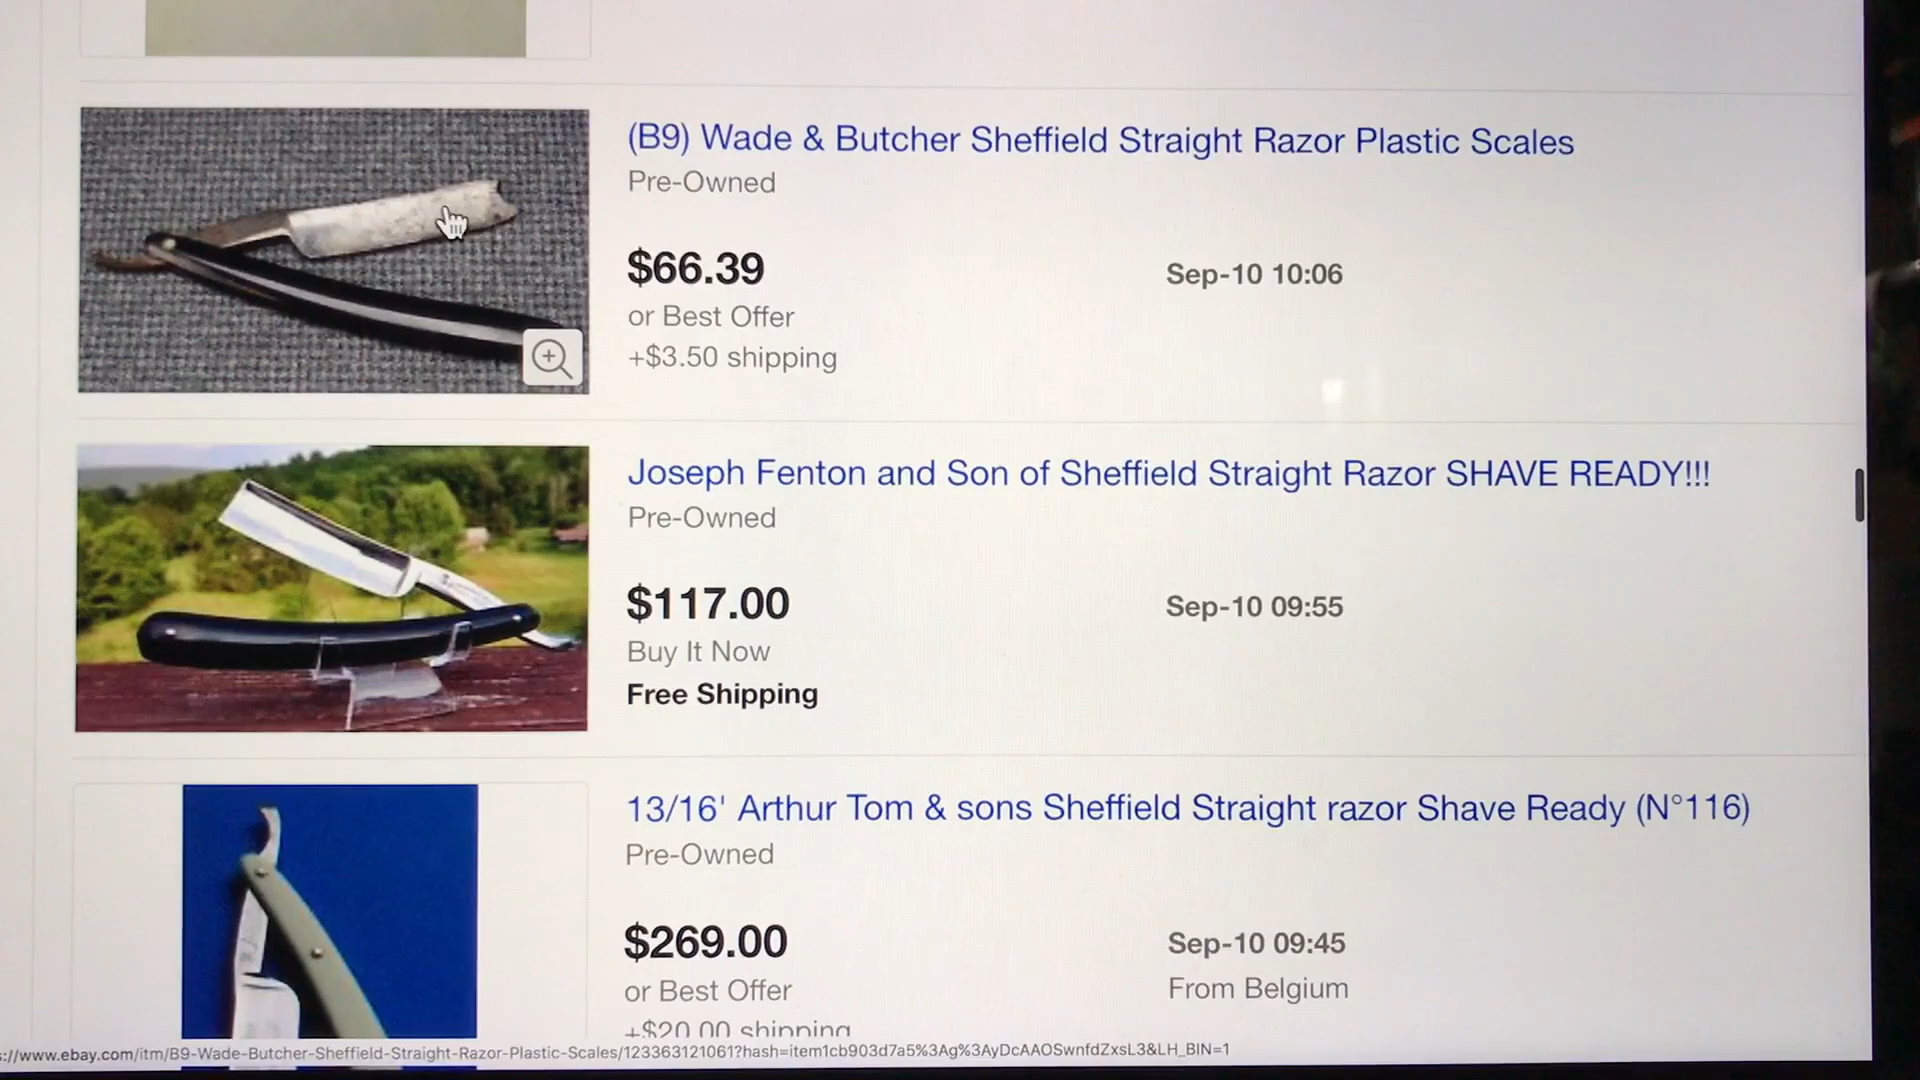 (B9) Wade & Butcher Sheffield Straight Razor Plastic Scales
Pre-Owned
$66.39
Sep-10 10:06
or Best Offer
+$3.50 shipping
Joseph Fenton and Son of Sheffield Straight Razor SHAVE READY!!!
Pre-Owned
$117.00
Sep-10 09:55
Buy It Now
Free Shipping
13/16' Arthur Tom & sons Sheffield Straight razor Shave Ready (N°116)
Pre-Owned
$269.00
Sep-10 09:45
or Best Offer
From Belgium
+$20.00 shipping
://www.ebay.com/itm/B9-Wade-Butcher-Sheffield-Straight-Razor-Plastic-Scales/123363121061?hash=item1cb903d7a5%3Ag%3AyDcAAOSwnfdZxsL3&LH_BIN=1